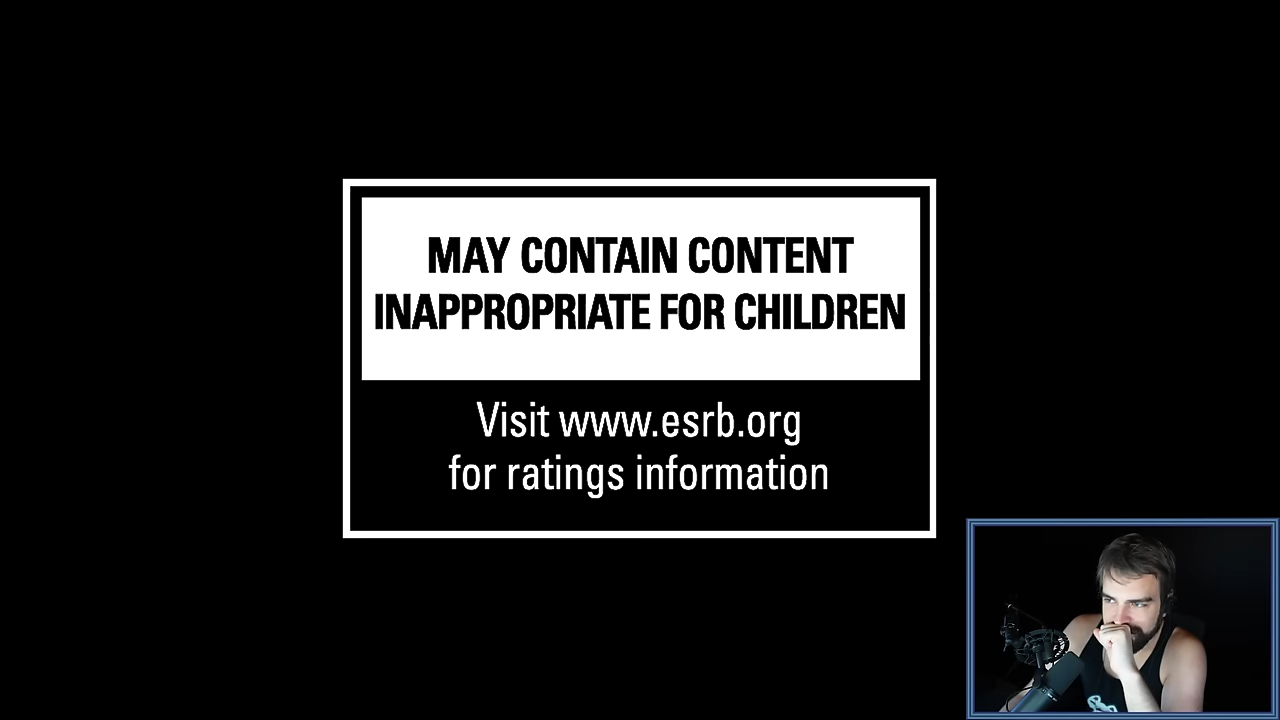 MAY CONTAIN CONTENT
INAPPROPRIATE FOR CHILDREN
Visit www.esrb.org
for ratings information